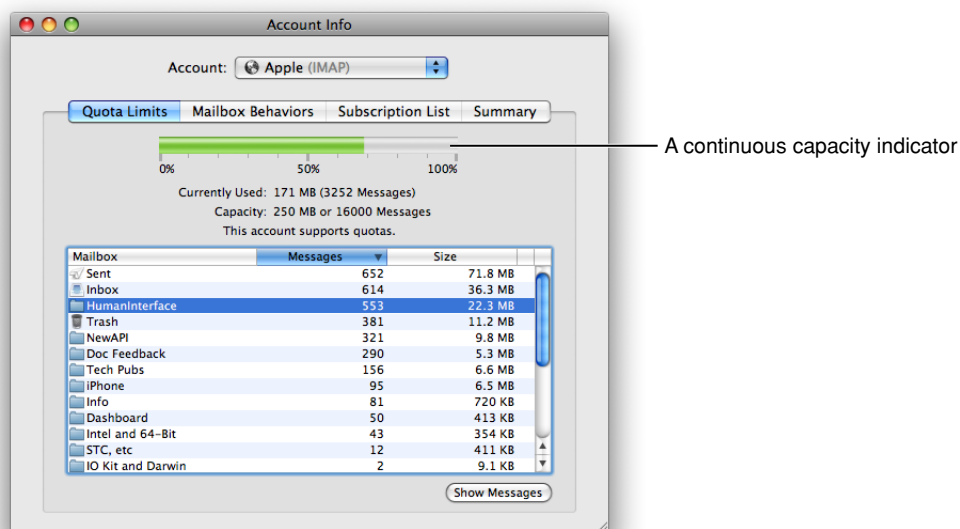 Account Info
Account: Apple (IMAP)
Quota Limits Mailbox Behaviors Subscription List Summary
A continuous capacity indicator
0% 50% 100%
Currently Used: 171 MB (3252 Messages)
Capacity: 250 MB or 16000 Messages
This account supports quotas.
Mailbox Messages Size
Sent 652 71.8 MB
Inbox 614 36.3 MB
HumanInterface 553 22.3 MB
Trash 381 11.2 MB
NewAPI 321 9.8 MB
Doc Feedback 290 5.3 MB
Tech Pubs 156 6.6 MB
iPhone 95 6.5 MB
Info 81 720 KB
Dashboard 50 413 KB
Intel and 64-Bit 43 354 KB
STC, etc 12 411 KB
IO Kit and Darwin 2 9.1 KB
Show Messages